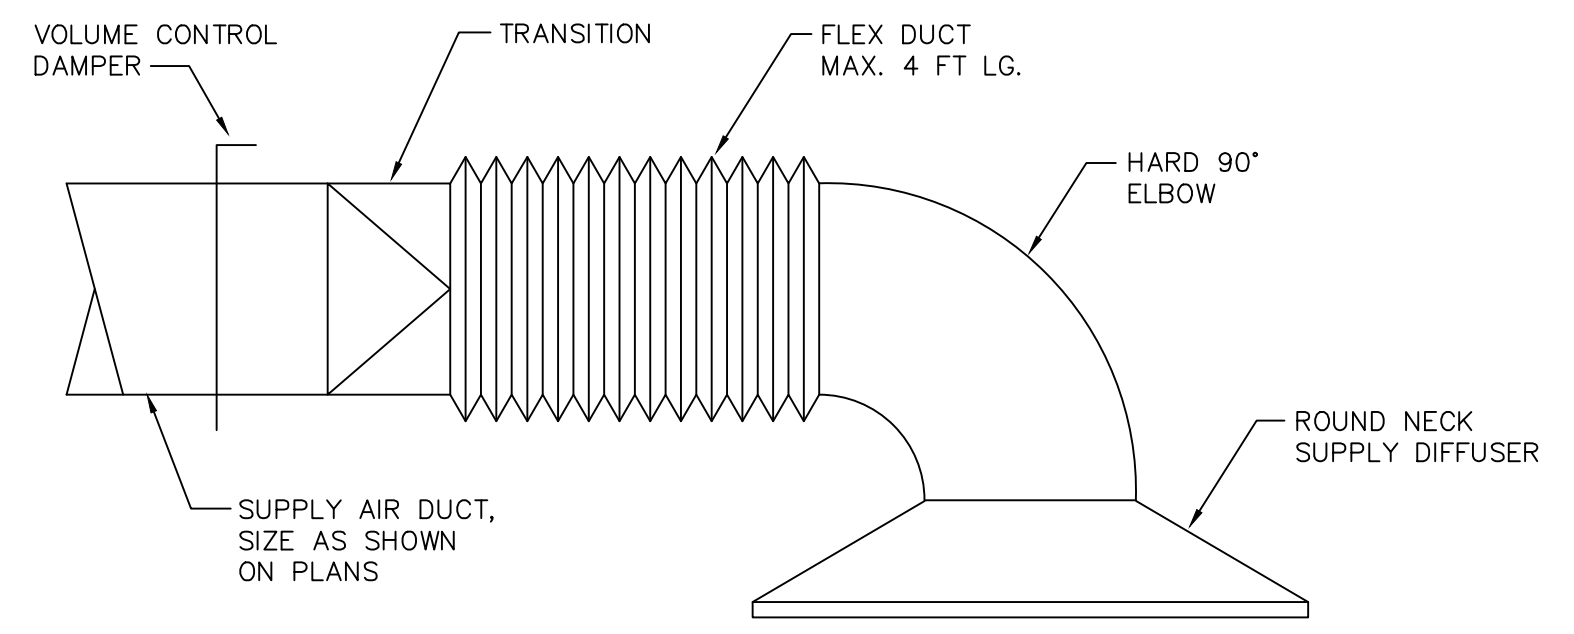 VOLUME CONTROL
DAMPER
TRANSITION
FLEX DUCT
MAX. 4 FT LG.
HARD 90°
ELBOW
ROUND NECK
SUPPLY DIFFUSER
SUPPLY AIR DUCT,
SIZE AS SHOWN
ON PLANS